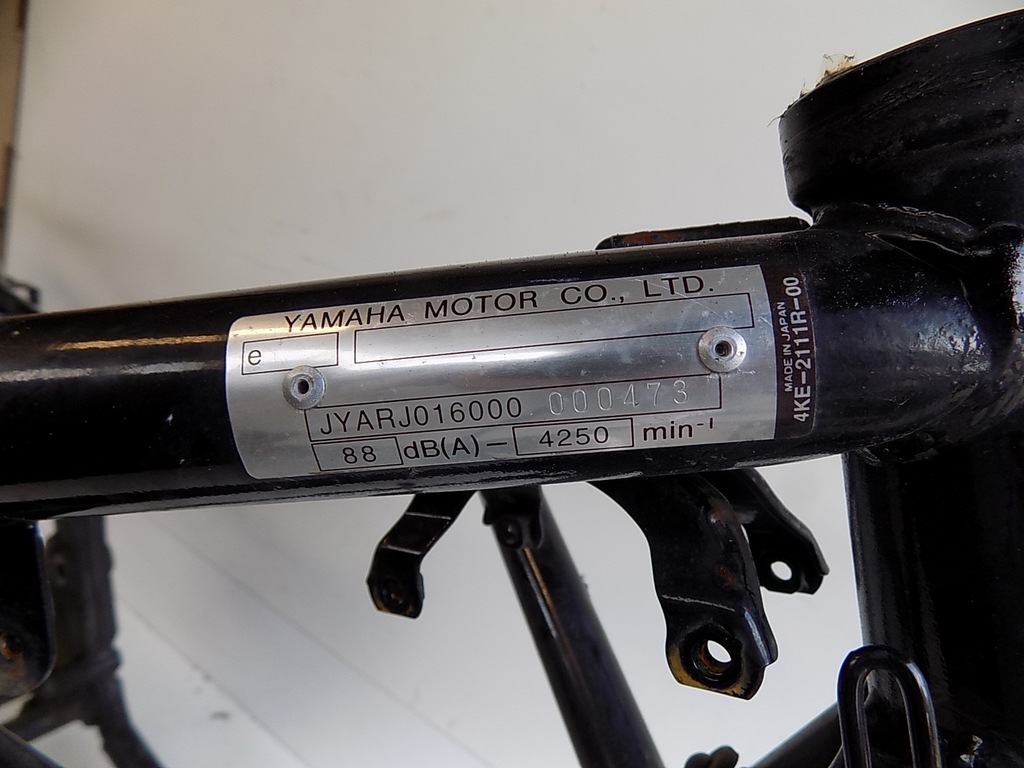 YAMAHA MOTOR CO., LTD.
e
JYARJ016000 000473
88 dB(A) — 4250 min⁻¹
MADE IN JAPAN
4KE-2111R-00